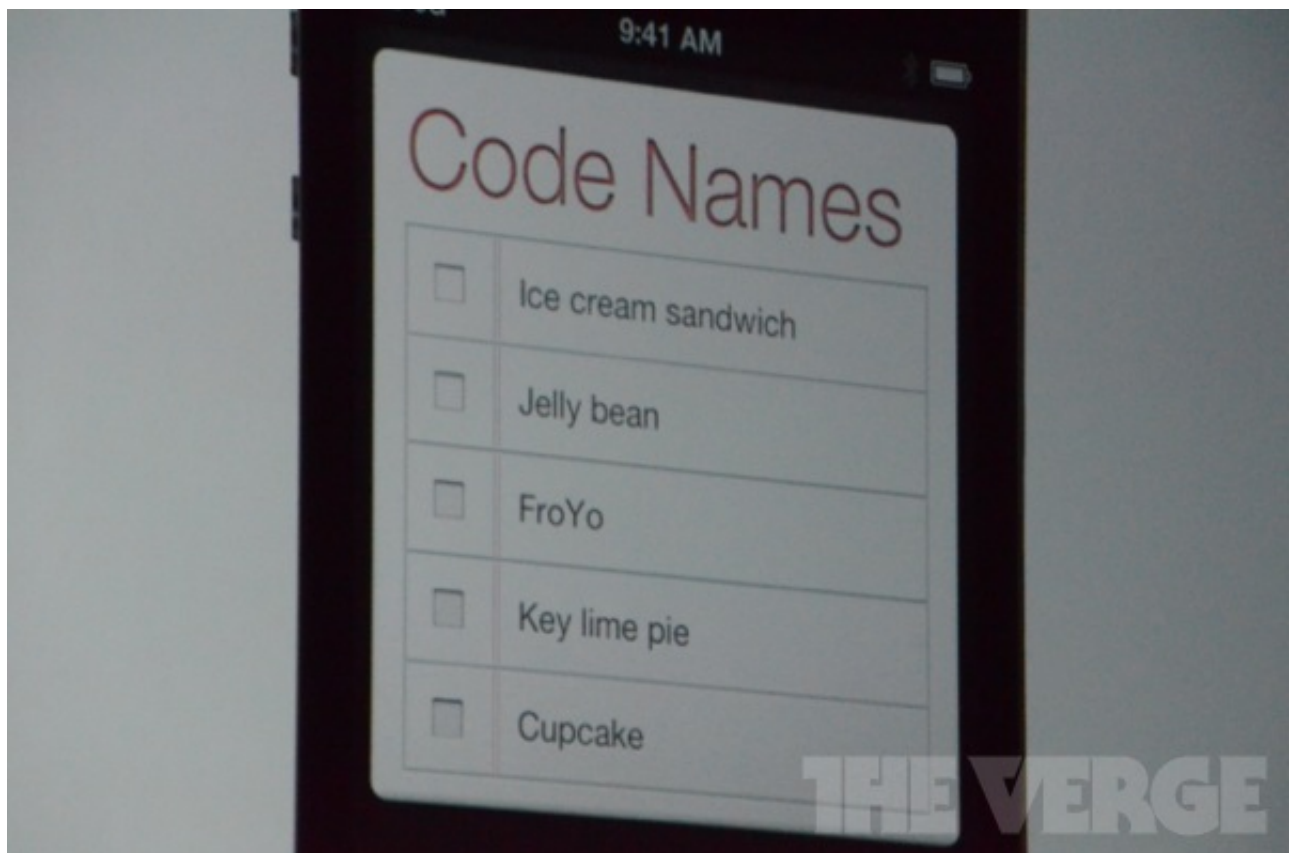 9:41 AM
Code Names
Ice cream sandwich
Jelly bean
FroYo
Key lime pie
Cupcake
THE VERGE